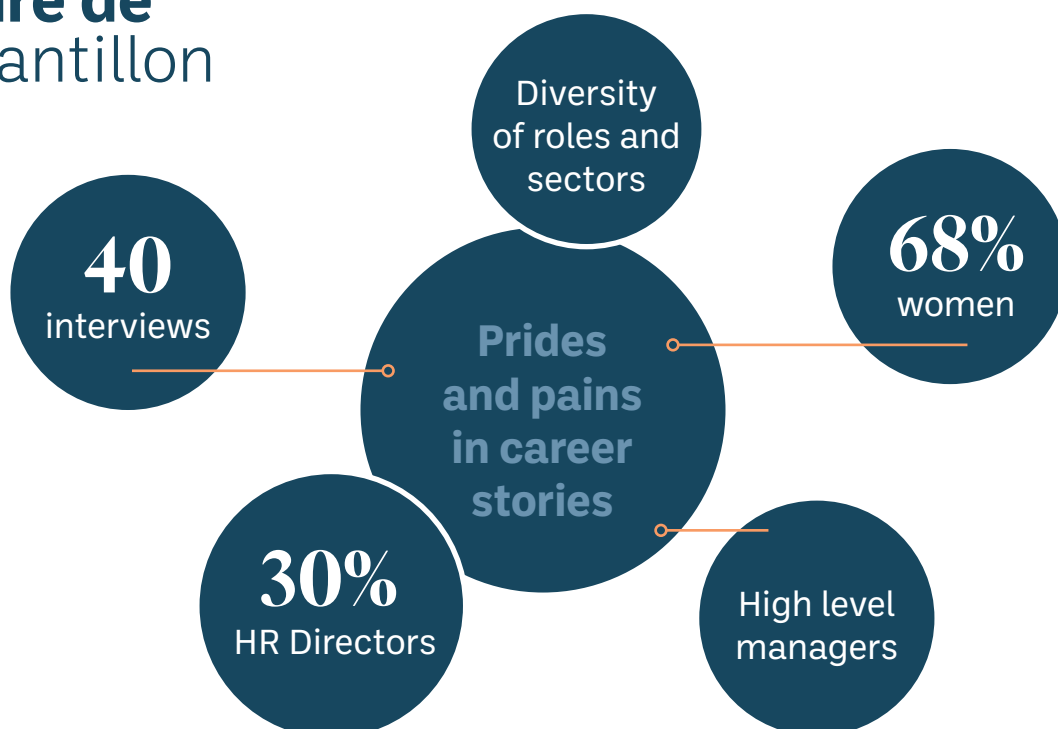 de
Diversity
of roles and
sectors
40
interviews
68%
women
Prides
and pains
in career
stories
30%
HR Directors
High level
managers